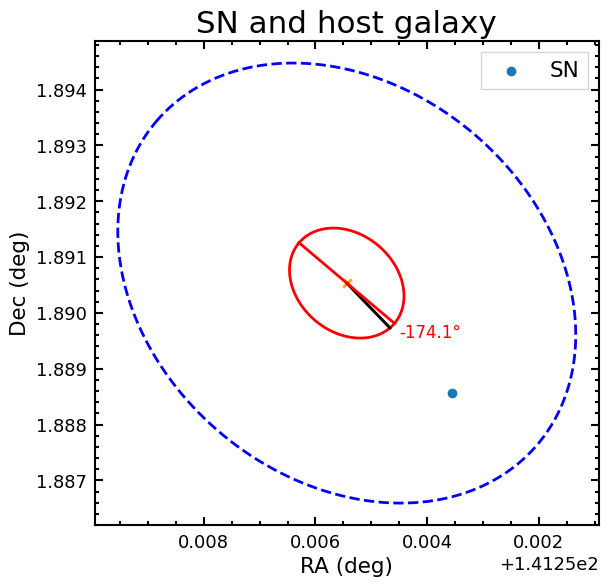 SN and host galaxy
SN
1.894
1.893
1.892
1.891
1.890
1.889
1.888
1.887
Dec (deg)
-174.1°
0.008
0.006
0.004
0.002
RA (deg)
+1.4125e2